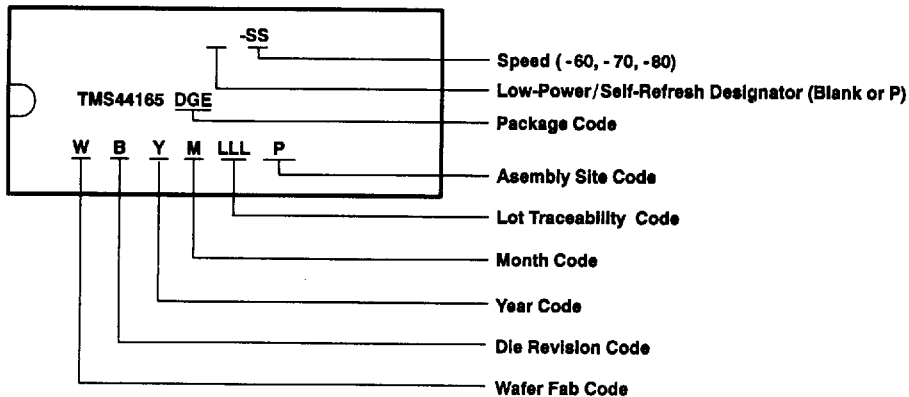 -SS
Speed ( -60, -70, -80)
Low-Power/Self-Refresh Designator (Blank or P)
TMS44165 DGE
Package Code
W B Y M LLL P
Asembly Site Code
Lot Traceability Code
Month Code
Year Code
Die Revision Code
Wafer Fab Code